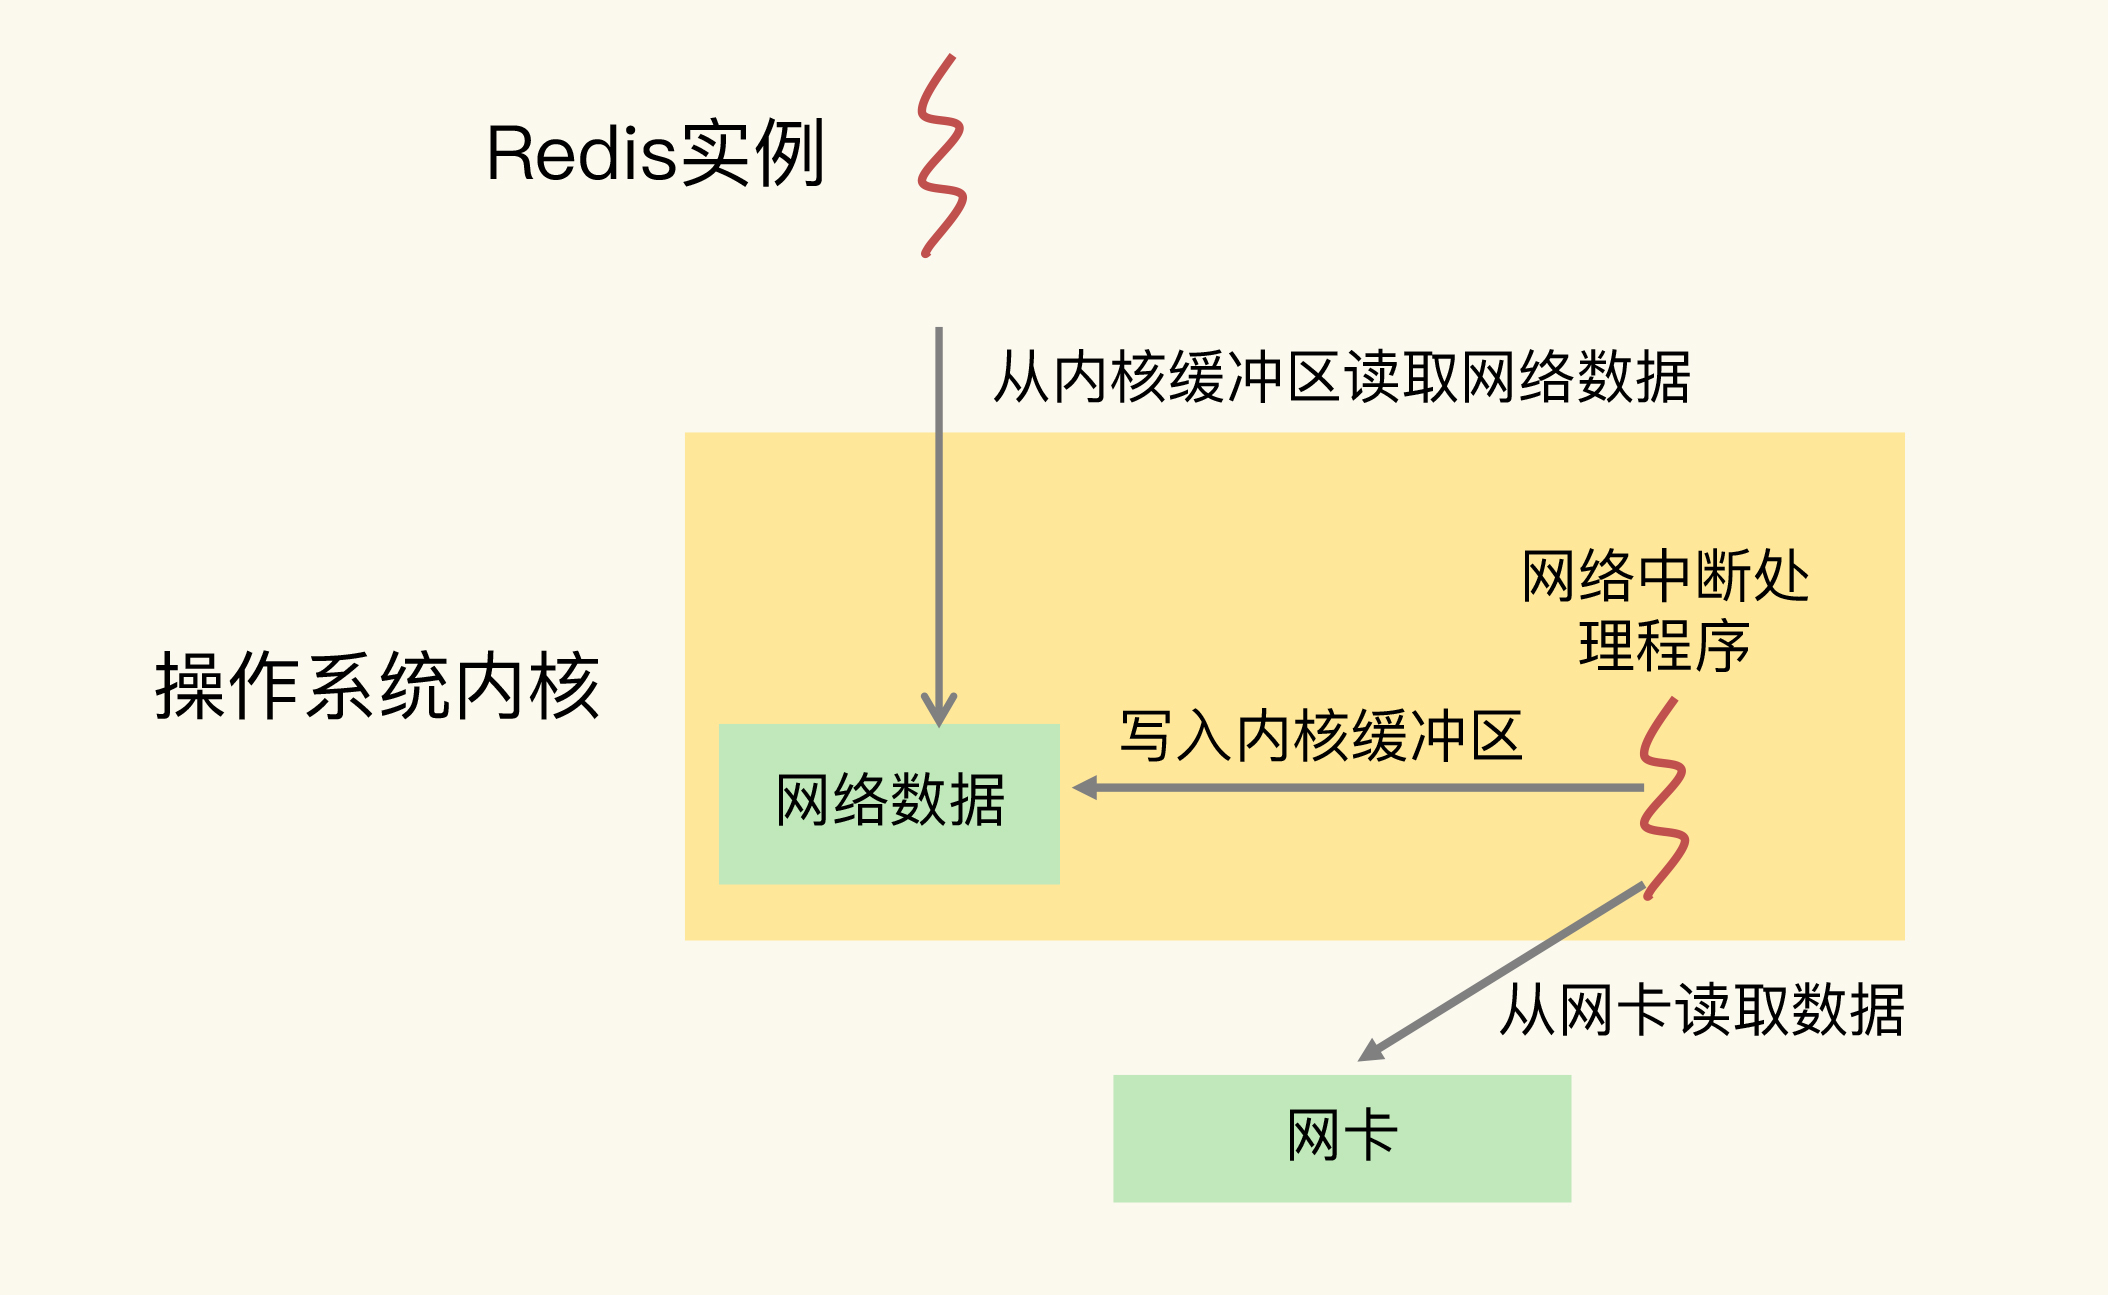 Redis实例
从内核缓冲区读取网络数据
网络中断处
理程序
操作系统内核
写入内核缓冲区
网络数据
从网卡读取数据
网卡